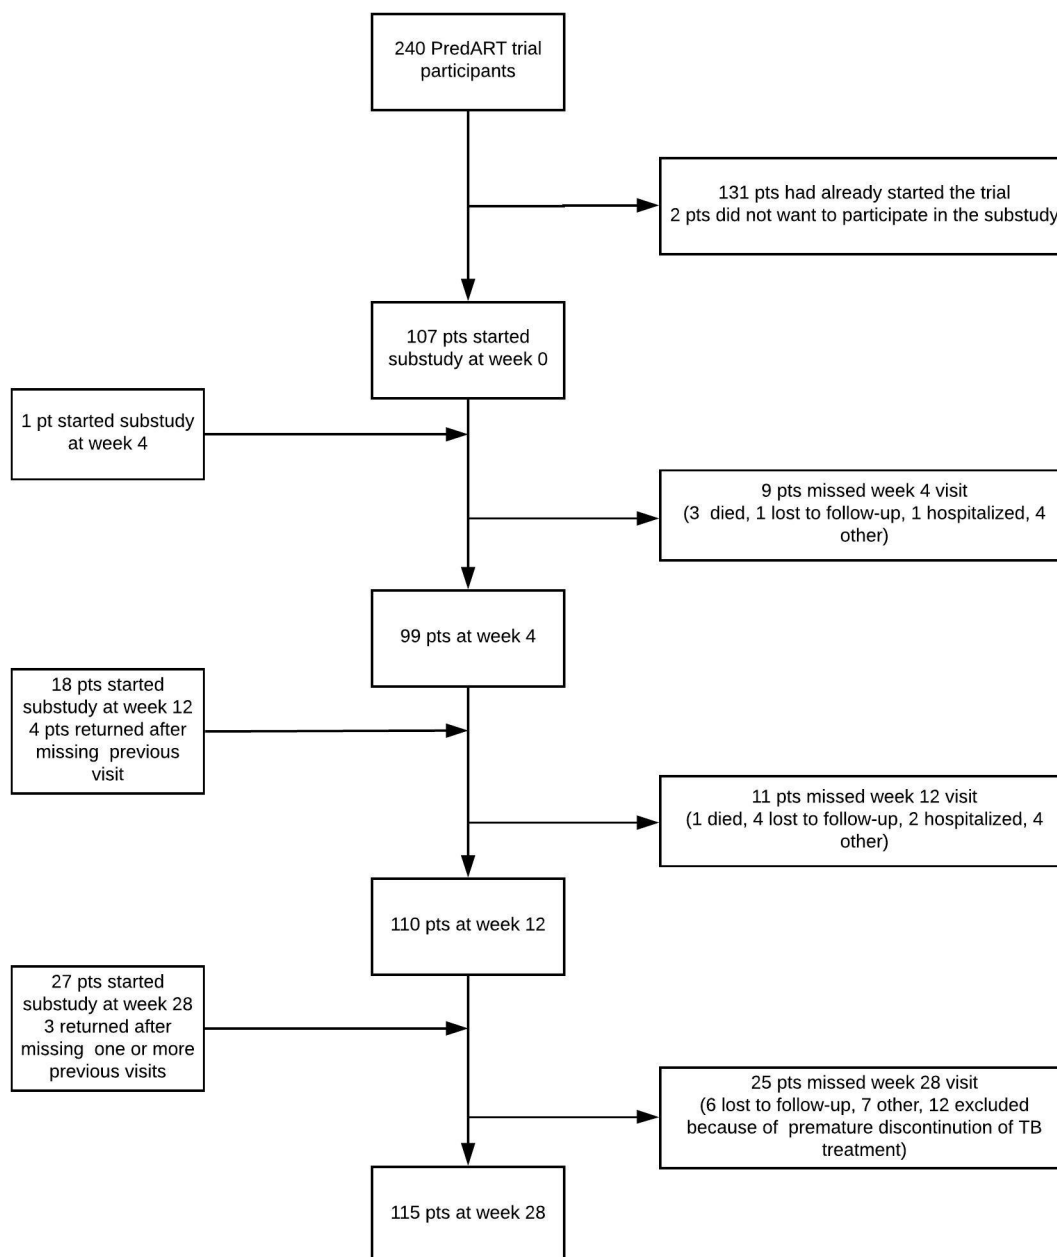 240 PredART trial
participants
131 pts had already started the trial
2 pts did not want to participate in the substudy
107 pts started
substudy at week 0
1 pt started substudy
at week 4
9 pts missed week 4 visit
(3 died, 1 lost to follow-up, 1 hospitalized, 4
other)
99 pts at week 4
18 pts started
substudy at week 12
4 pts returned after
missing previous
visit
11 pts missed week 12 visit
(1 died, 4 lost to follow-up, 2 hospitalized, 4
other)
110 pts at week 12
27 pts started
substudy at week 28
3 returned after
missing one or more
previous visits
25 pts missed week 28 visit
(6 lost to follow-up, 7 other, 12 excluded
because of premature discontinution of TB
treatment)
115 pts at week 28